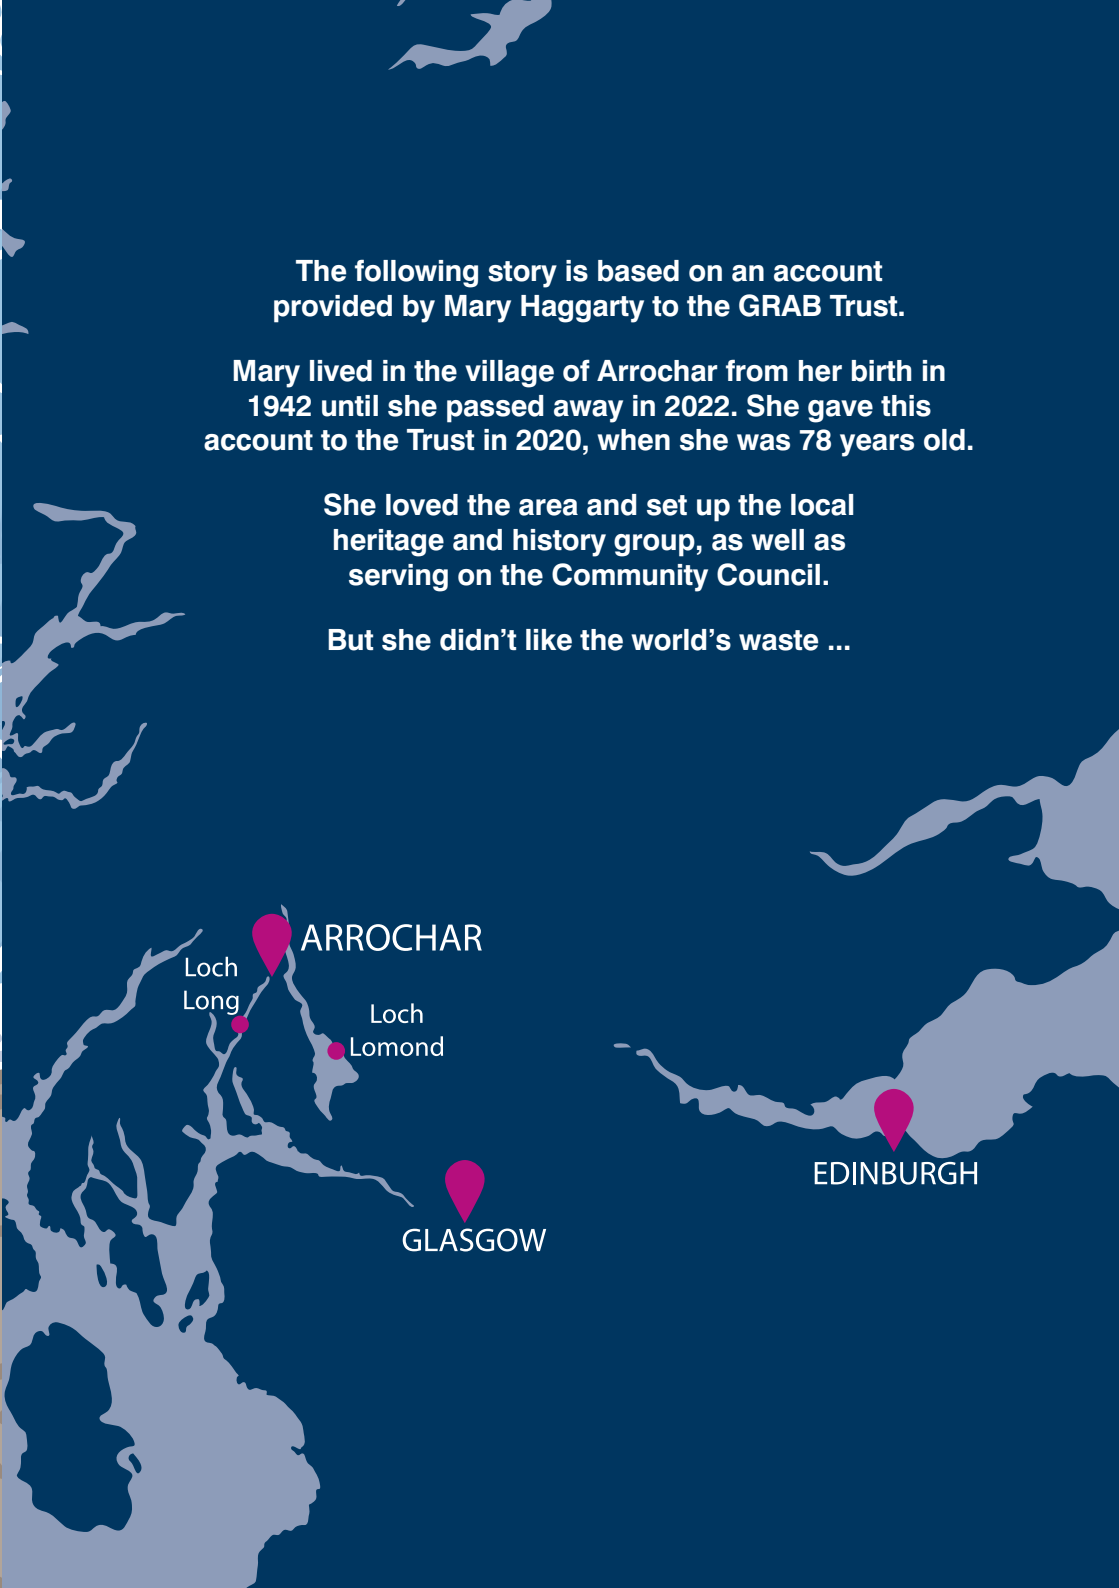 The following story is based on an account
provided by Mary Haggarty to the GRAB Trust.
Mary lived in the village of Arrochar from her birth in
1942 until she passed away in 2022. She gave this
account to the Trust in 2020, when she was 78 years old.
She loved the area and set up the local
heritage and history group, as well as
serving on the Community Council.
But she didn’t like the world’s waste ...
ARROCHAR
Loch
Long
Loch
Lomond
EDINBURGH
GLASGOW